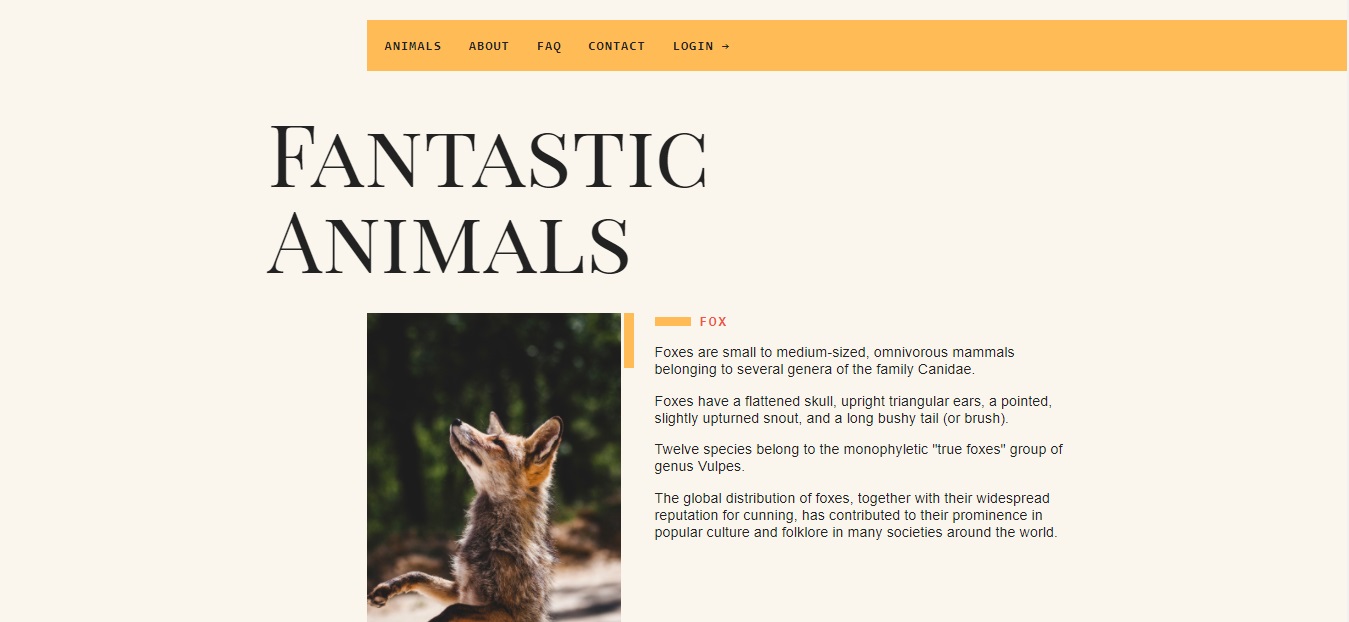 ANIMALS ABOUT FAQ CONTACT LOGIN →
FANTASTIC
ANIMALS
FOX
Foxes are small to medium-sized, omnivorous mammals
belonging to several genera of the family Canidae.
Foxes have a flattened skull, upright triangular ears, a pointed,
slightly upturned snout, and a long bushy tail (or brush).
Twelve species belong to the monophyletic "true foxes" group of
genus Vulpes.
The global distribution of foxes, together with their widespread
reputation for cunning, has contributed to their prominence in
popular culture and folklore in many societies around the world.